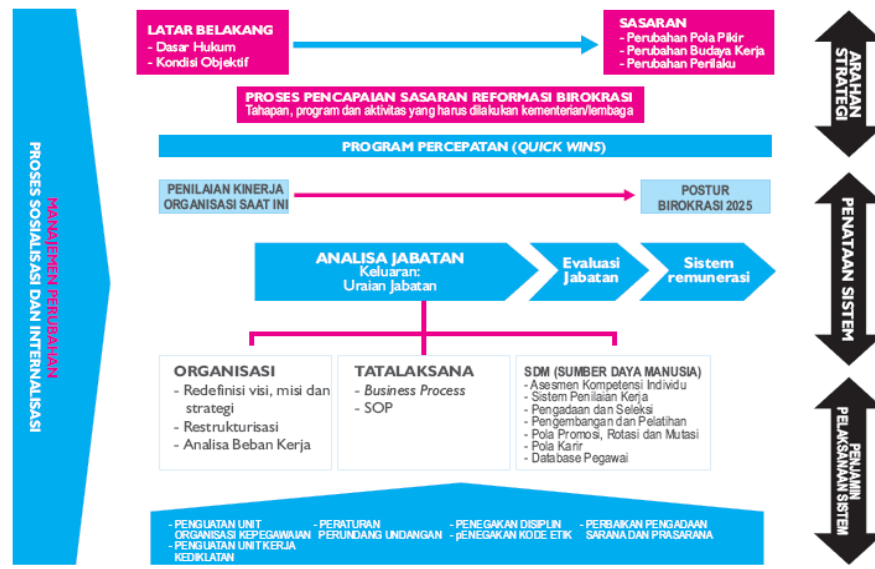 LATAR BELAKANG
- Dasar Hukum
- Kondisi Objektif
SASARAN
- Perubahan Pola Pikir
- Perubahan Budaya Kerja
- Perubahan Perilaku
ARAHAN
STRATEGI
PROSES PENCAPAIAN SASARAN REFORMASI BIROKRASI
Tahapan, program dan aktivitas yang harus dilakukan kementerian/lembaga
PROGRAM PERCEPATAN (QUICK WINS)
MANAJEMEN PERUBAHAN
PROSES SOSIALISASI DAN INTERNALISASI
PENILAIAN KINERJA
ORGANISASI SAAT INI
POSTUR
BIROKRASI 2025
PENATAAN SISTEM
ANALISA JABATAN
Keluaran:
Uraian Jabatan
Evaluasi
Jabatan
Sistem
remunerasi
ORGANISASI
- Redefinisi visi, misi dan
strategi
- Restrukturisasi
- Analisa Beban Kerja
TATALAKSANA
- Business Process
- SOP
SDM (SUMBER DAYA MANUSIA)
- Asesmen Kompetensi Individu
- Sistem Penilaian Kerja
- Pengadaan dan Seleksi
- Pengembangan dan Pelatihan
- Pola Promosi, Rotasi dan Mutasi
- Pola Karir
- Database Pegawai
PENJAMIN
PELAKSANAAN SISTEM
- PENGUATAN UNIT
ORGANISASI KEPEGAWAIAN
- PENGUATAN UNIT KERJA
KEDIKLATAN
- PERATURAN
PERUNDANG UNDANGAN
- PENEGAKAN DISIPLIN
- pENEGAKAN KODE ETIK
- PERBAIKAN PENGADAAN
SARANA DAN PRASARANA